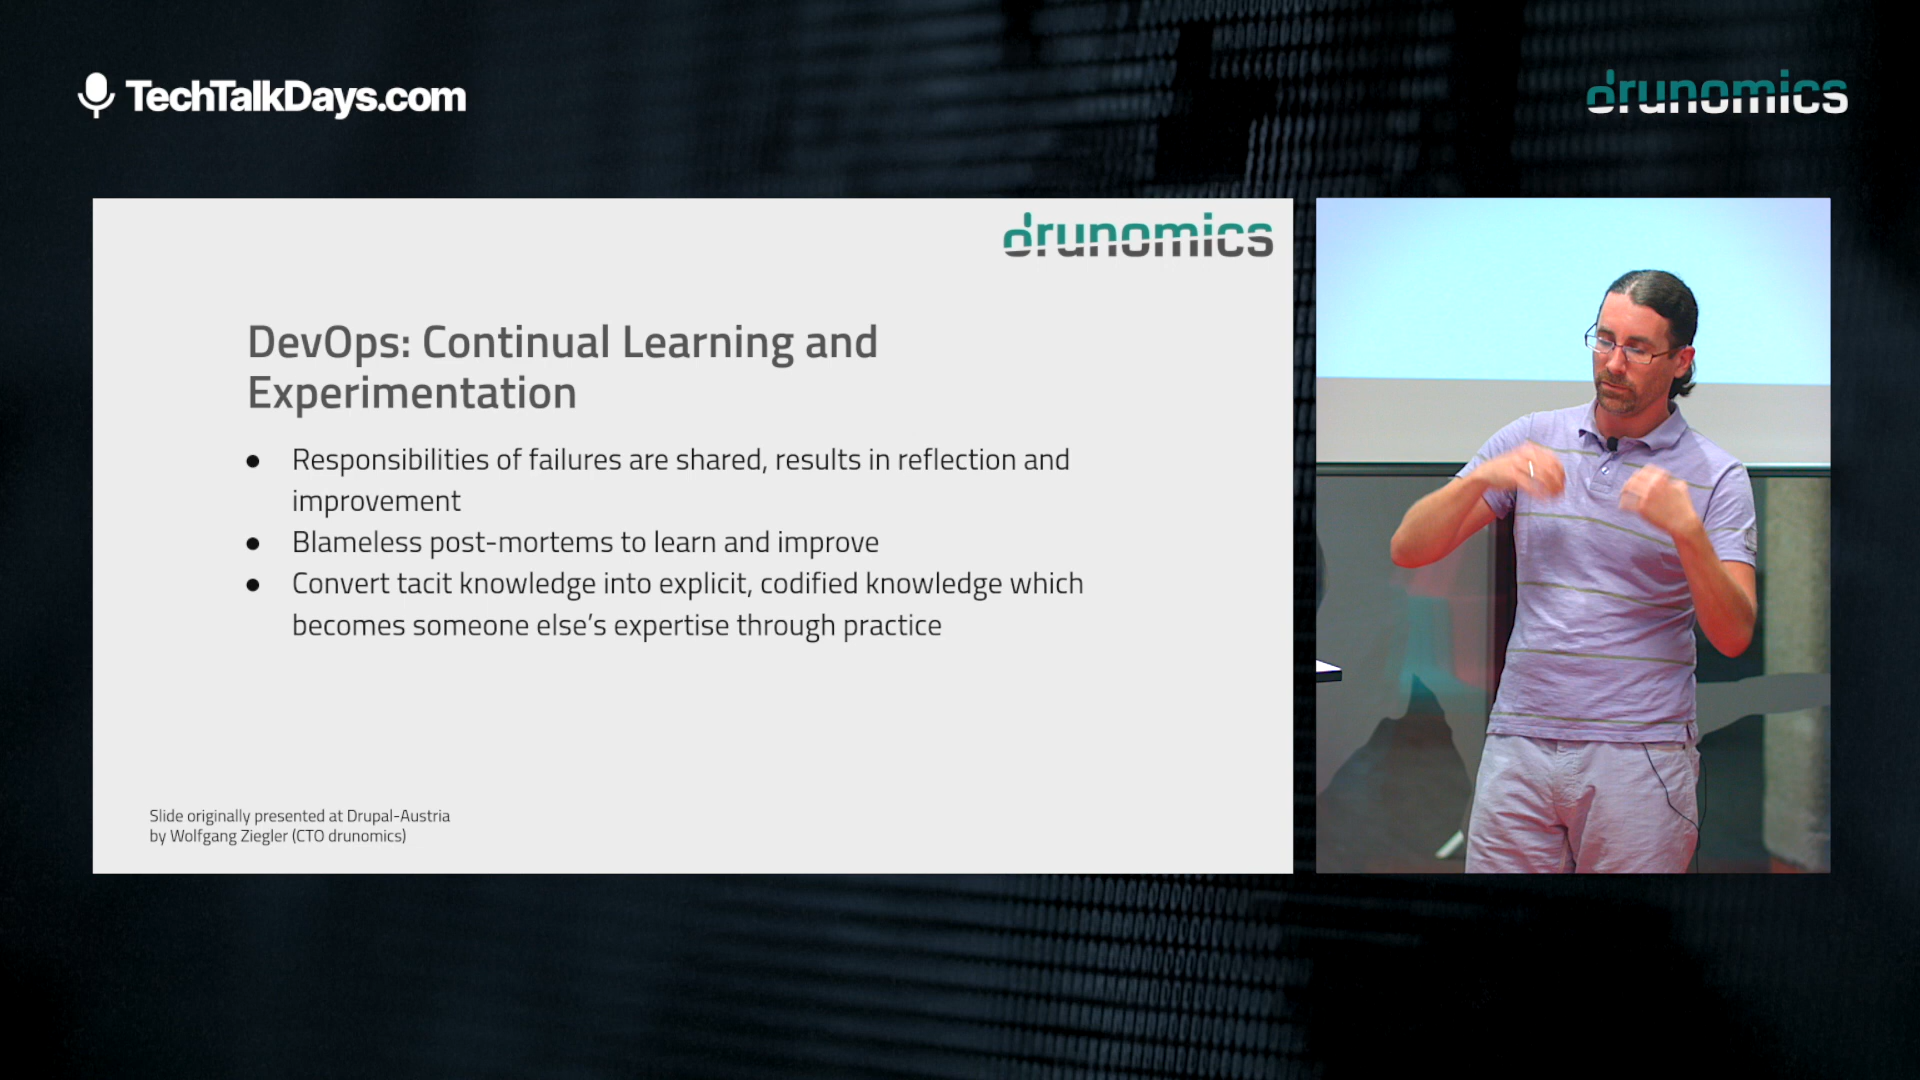 TechTalkDays.com
drunomics
drunomics
DevOps: Continual Learning and
Experimentation
● Responsibilities of failures are shared, results in reflection and
improvement
● Blameless post-mortems to learn and improve
● Convert tacit knowledge into explicit, codified knowledge which
becomes someone else’s expertise through practice
Slide originally presented at Drupal-Austria
by Wolfgang Ziegler (CTO drunomics)